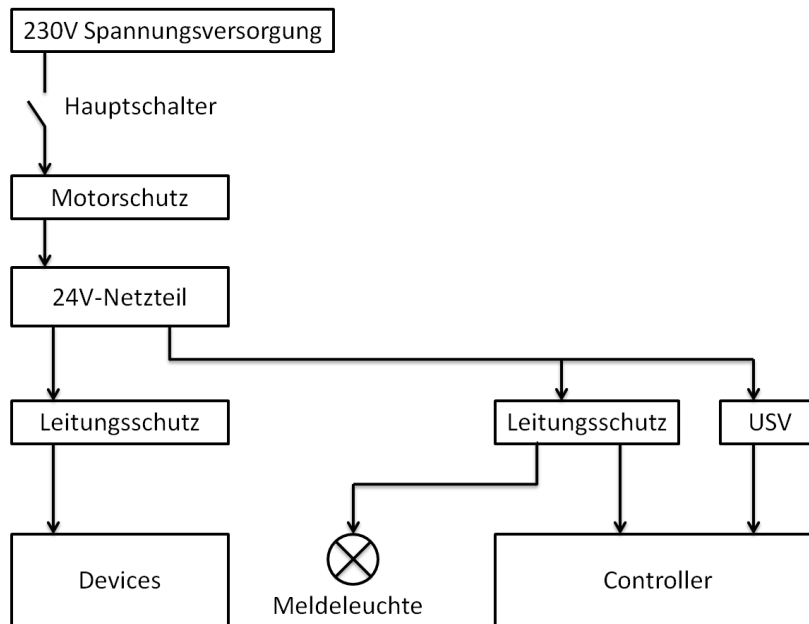 230V Spannungsversorgung
Hauptschalter
Motorschutz
24V-Netzteil
Leitungsschutz
Leitungsschutz
USV
Devices
Meldeleuchte
Controller